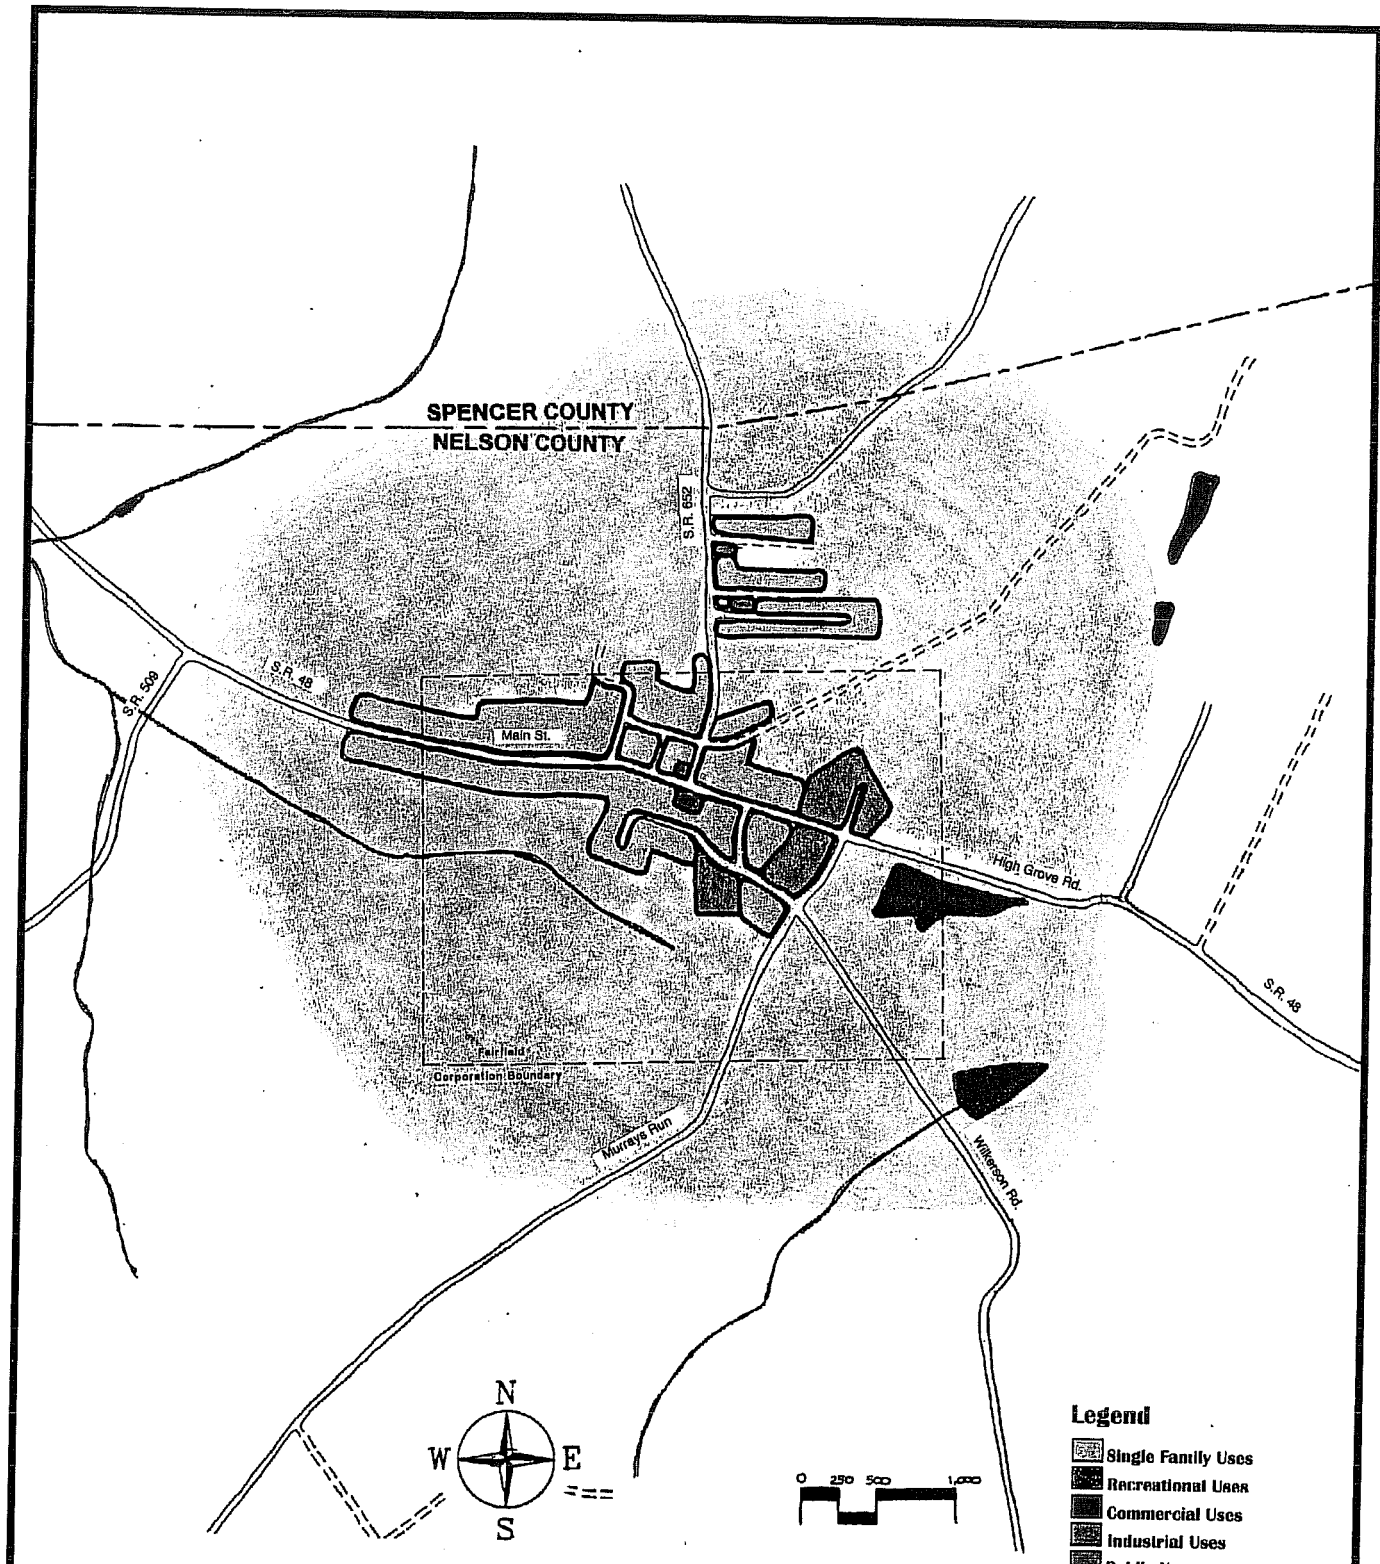 SPENCER COUNTY
NELSON COUNTY
S.R. 652
S.R. 509
S.R. 48
Main St.
High Grove Rd.
S.R. 48
Fairfield
Corporation Boundary
Murrays Run
Wilkerson Rd.
N
W E
S
0 250 500 1,000
Legend
Single Family Uses
Recreational Uses
Commercial Uses
Industrial Uses